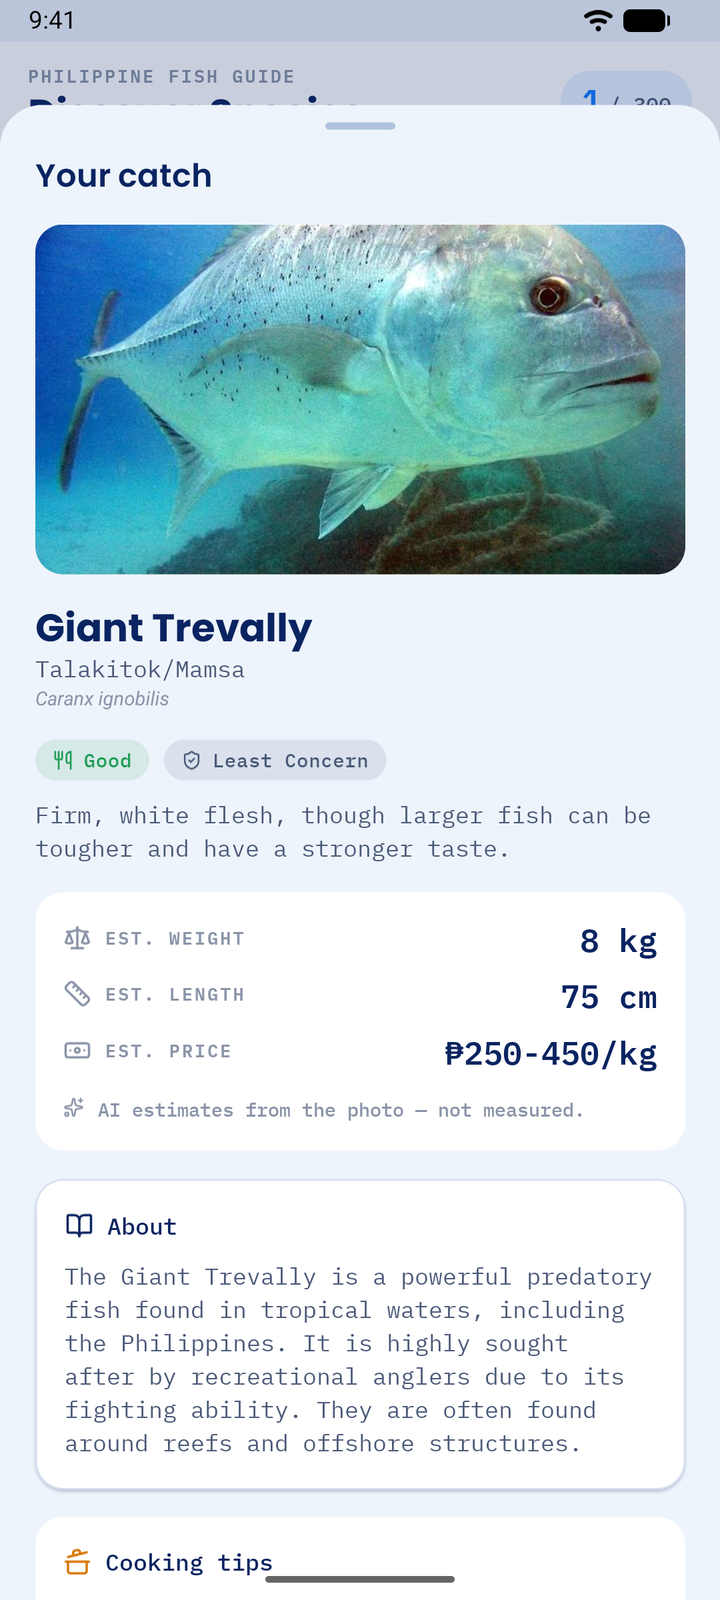 9:41
PHILIPPINE FISH GUIDE
Discover Species
1 / 300
Your catch
Giant Trevally
Talakitok/Mamsa
Caranx ignobilis
Good
Least Concern
Firm, white flesh, though larger fish can be
tougher and have a stronger taste.
EST. WEIGHT 8 kg
EST. LENGTH 75 cm
EST. PRICE ₱250-450/kg
AI estimates from the photo — not measured.
About
The Giant Trevally is a powerful predatory
fish found in tropical waters, including
the Philippines. It is highly sought
after by recreational anglers due to its
fighting ability. They are often found
around reefs and offshore structures.
Cooking tips